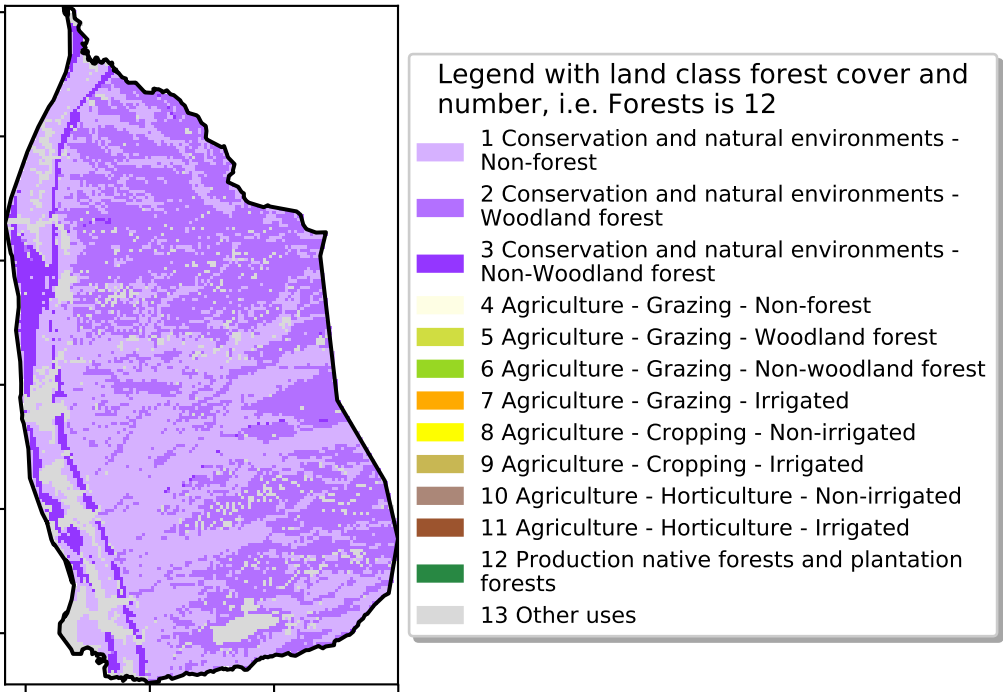 Legend with land class forest cover and
number, i.e. Forests is 12
1 Conservation and natural environments -
Non-forest
2 Conservation and natural environments -
Woodland forest
3 Conservation and natural environments -
Non-Woodland forest
4 Agriculture - Grazing - Non-forest
5 Agriculture - Grazing - Woodland forest
6 Agriculture - Grazing - Non-woodland forest
7 Agriculture - Grazing - Irrigated
8 Agriculture - Cropping - Non-irrigated
9 Agriculture - Cropping - Irrigated
10 Agriculture - Horticulture - Non-irrigated
11 Agriculture - Horticulture - Irrigated
12 Production native forests and plantation
forests
13 Other uses